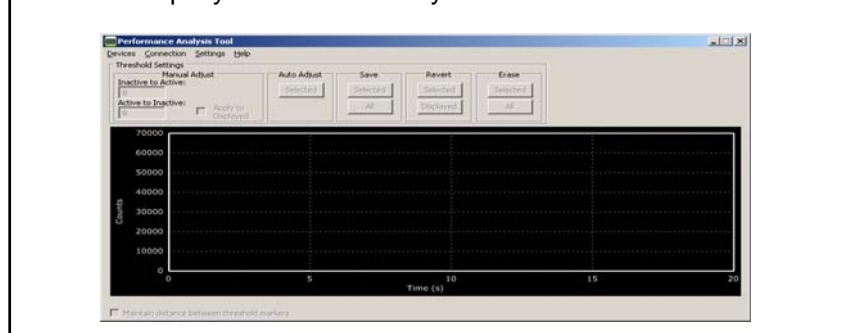 Performance Analysis Tool
Devices Connection Settings Help
Threshold Settings
Manual Adjust
Inactive to Active:
0
Active to Inactive:
0
Apply to
Displayed
Auto Adjust
Selected
Save
Selected
All
Revert
Selected
Displayed
Erase
Selected
All
70000
60000
50000
40000
30000
20000
10000
0
Counts
0 5 10 15 20
Time (s)
Maintain distance between threshold markers